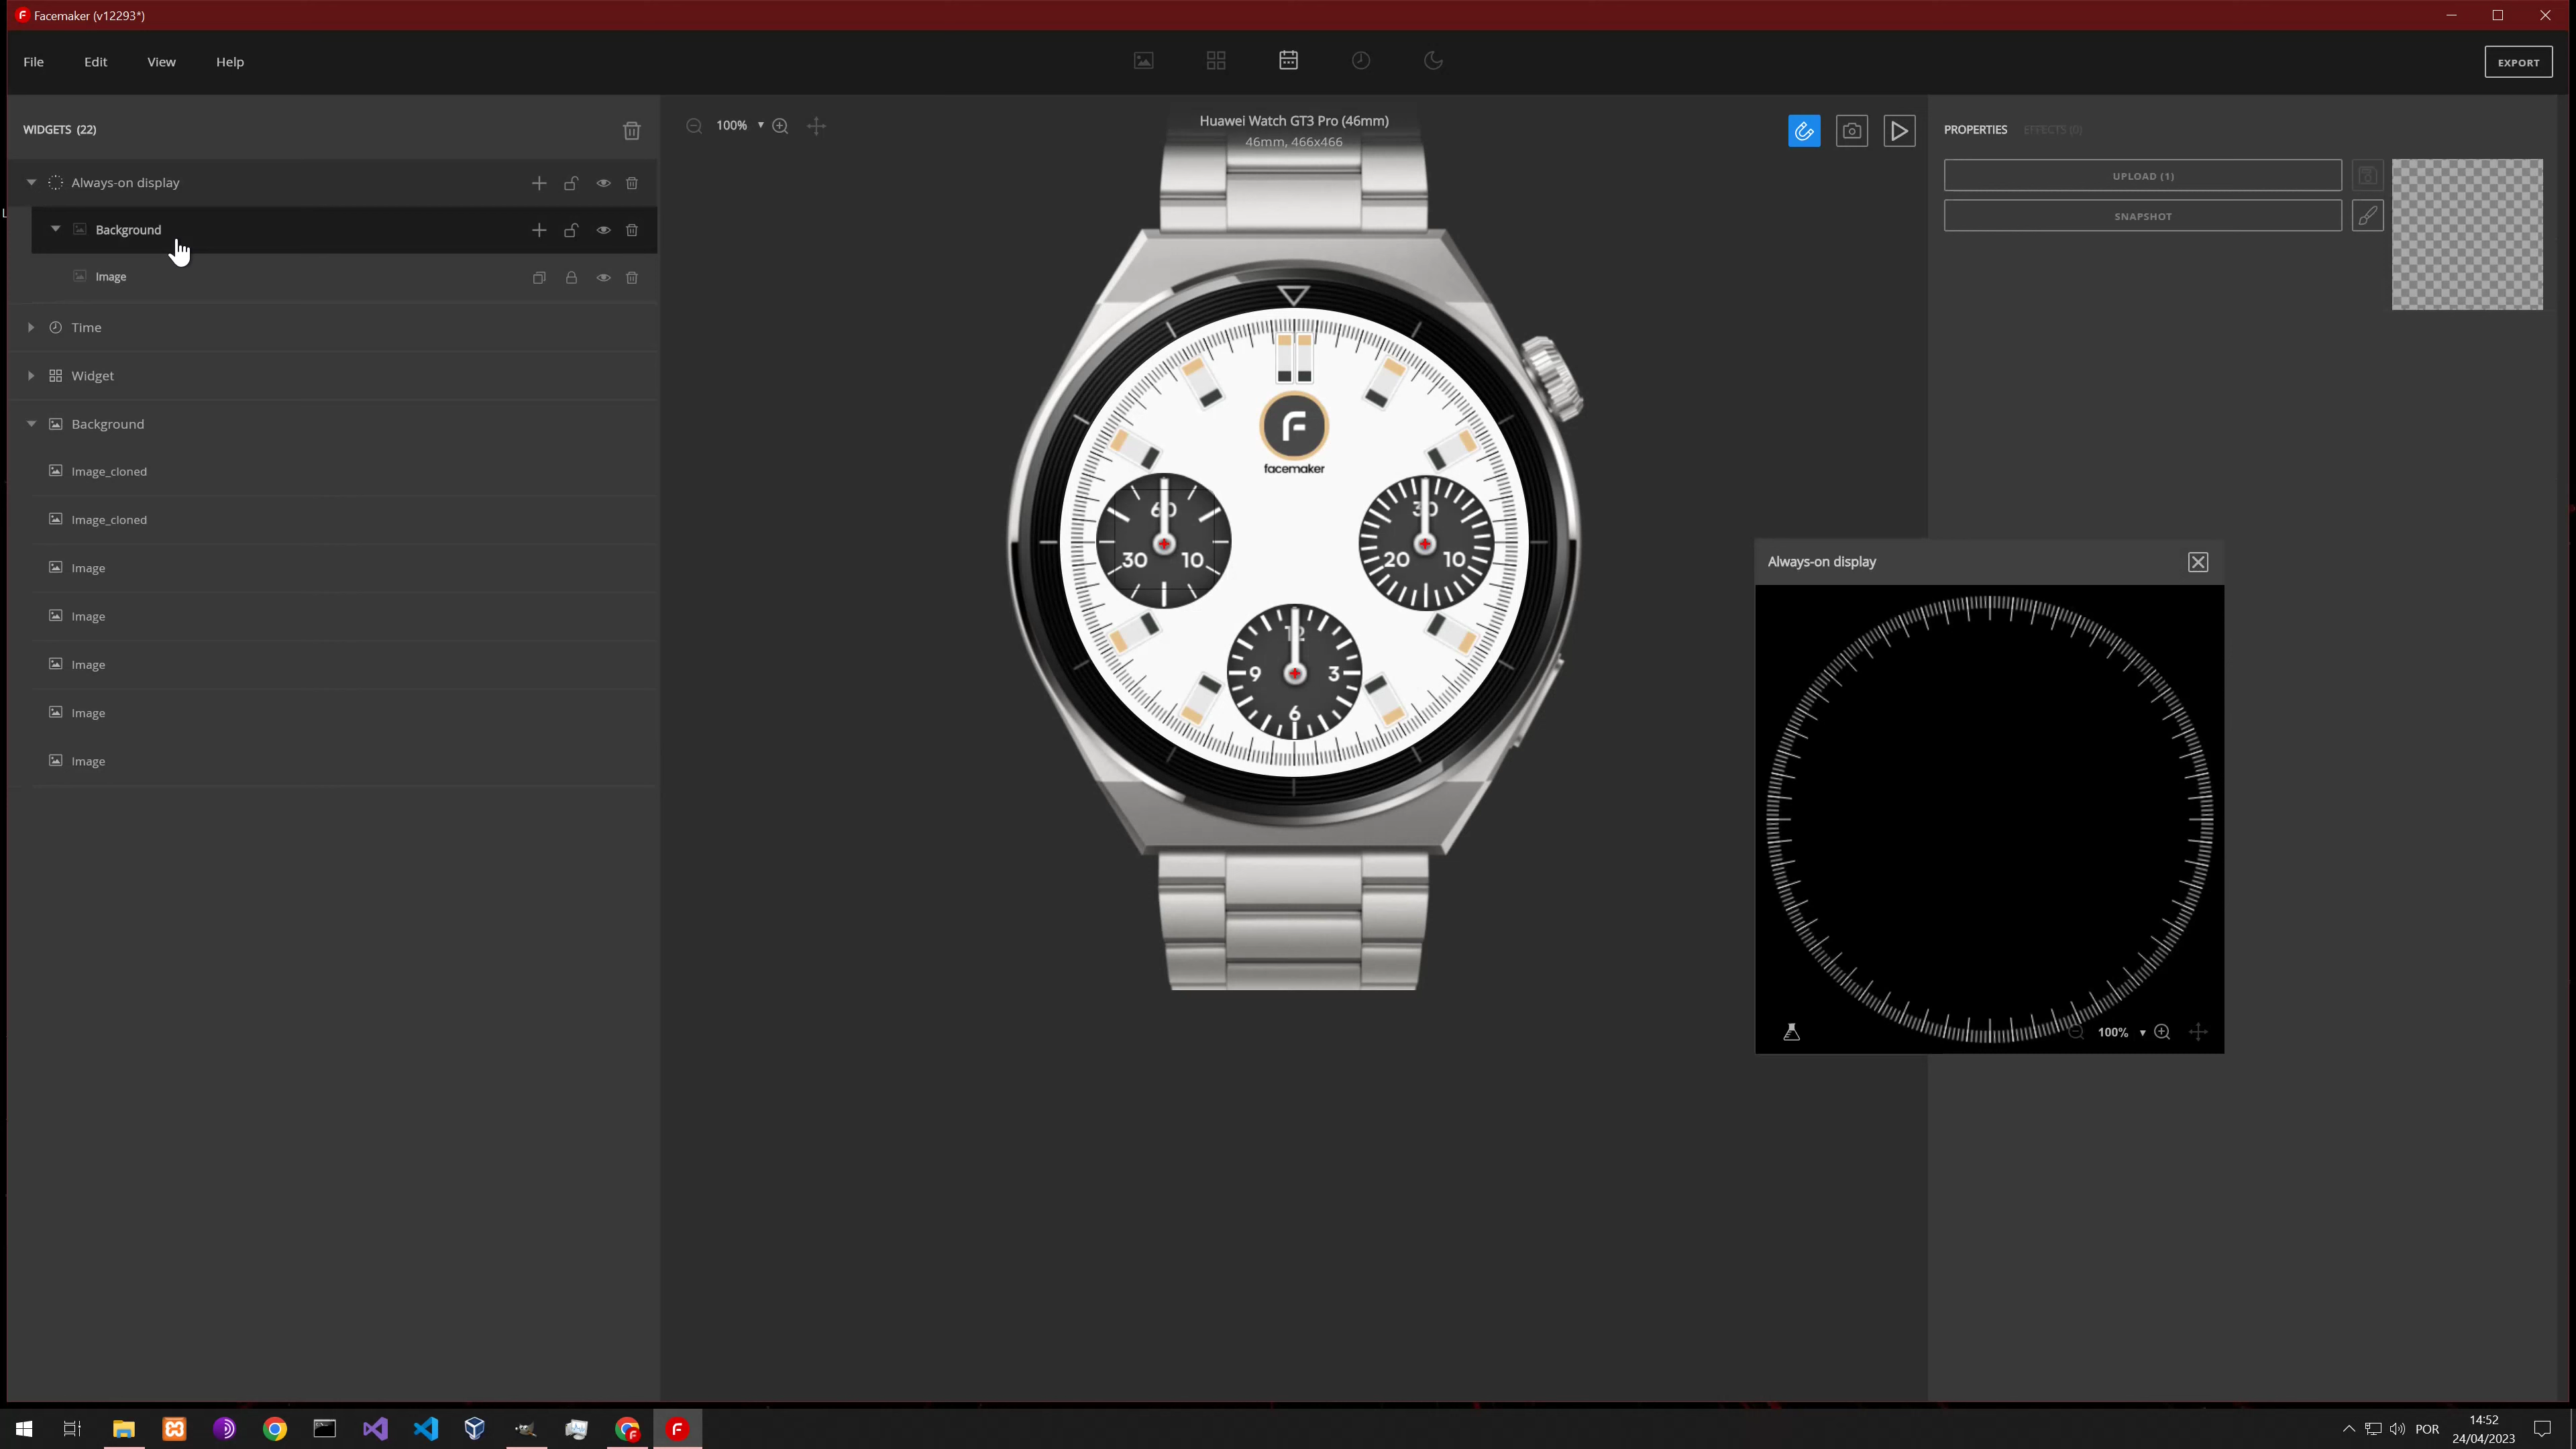 Facemaker (v12293*)
File Edit View Help
EXPORT
WIDGETS (22)
Always-on display
Background
Image
Time
Widget
Background
Image_cloned
Image_cloned
Image
Image
Image
Image
Image
100%
Huawei Watch GT3 Pro (46mm)
46mm, 466x466
facemaker
60
30 10
30
20 10
12
9 3
6
PROPERTIES EFFECTS (0)
UPLOAD (1)
SNAPSHOT
Always-on display
100%
POR
14:52
24/04/2023